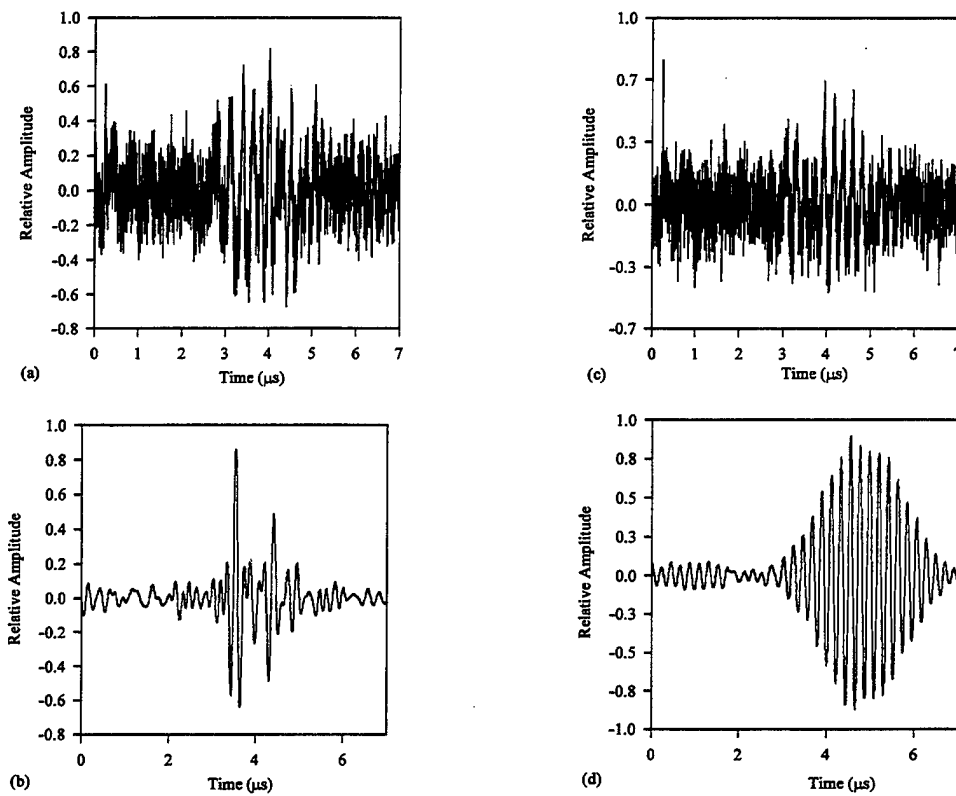 1.0
0.8
0.6
0.4
0.2
0.0
-0.2
-0.4
-0.6
-0.8
Relative Amplitude
0 1 2 3 4 5 6 7
Time (μs)
(a)
1.0
0.7
0.3
0.0
-0.3
-0.7
Relative Amplitude
0 1 2 3 4 5 6 7
Time (μs)
(c)
1.0
0.8
0.6
0.4
0.2
0.0
-0.2
-0.4
-0.6
-0.8
Relative Amplitude
0 2 4 6
Time (μs)
(b)
1.0
0.8
0.5
0.3
0.0
-0.3
-0.5
-0.8
-1.0
Relative Amplitude
0 2 4 6
Time (μs)
(d)